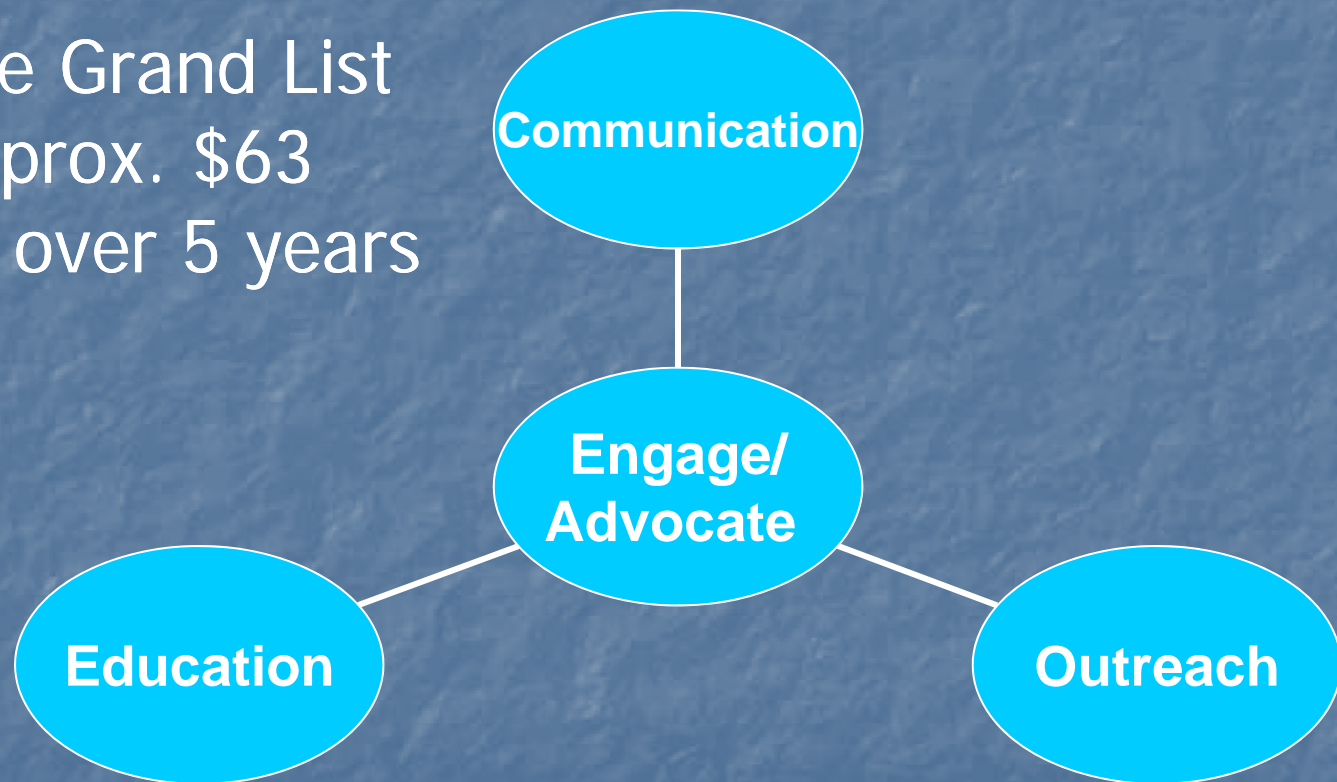 e Grand List
prox. $63
over 5 years
Communication
Engage/
Advocate
Education
Outreach